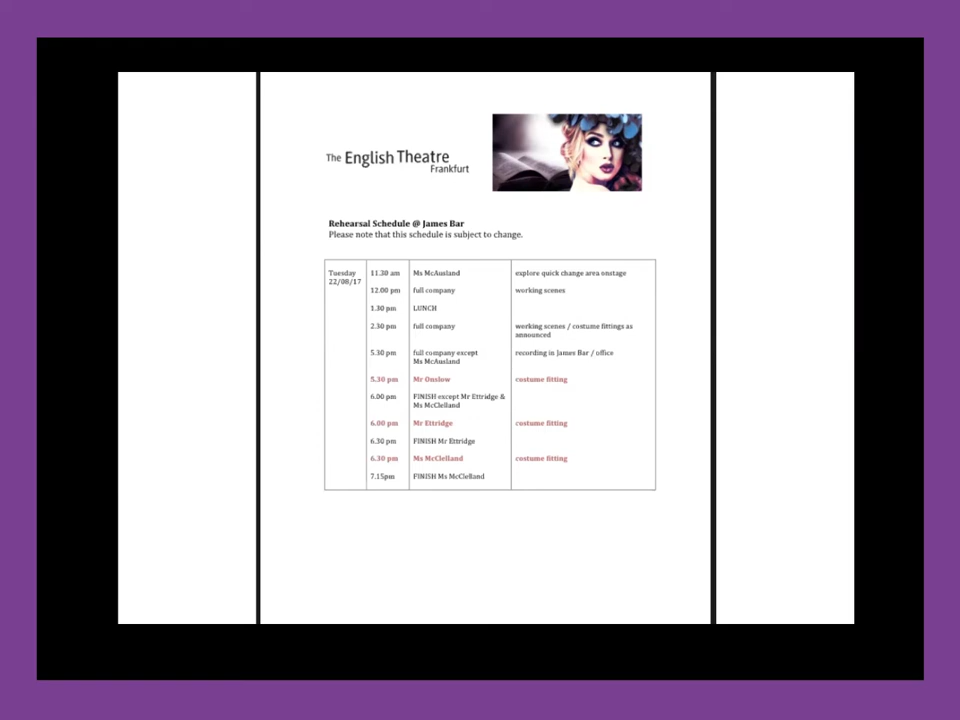 The English Theatre
Frankfurt
Rehearsal Schedule @ James Bar
Please note that this schedule is subject to change.
Tuesday 11.30 am Ms McAusland explore quick change area onstage
22/08/17
12.00 pm full company working scenes
1.30 pm LUNCH
2.30 pm full company working scenes / costume fittings as
announced
5.30 pm full company except recording in James Bar / office
Ms McAusland
5.30 pm Mr Onslow costume fitting
6.00 pm FINISH except Mr Ettridge &
Ms McClelland
6.00 pm Mr Ettridge costume fitting
6.30 pm FINISH Mr Ettridge
6.30 pm Ms McClelland costume fitting
7.15pm FINISH Ms McClelland